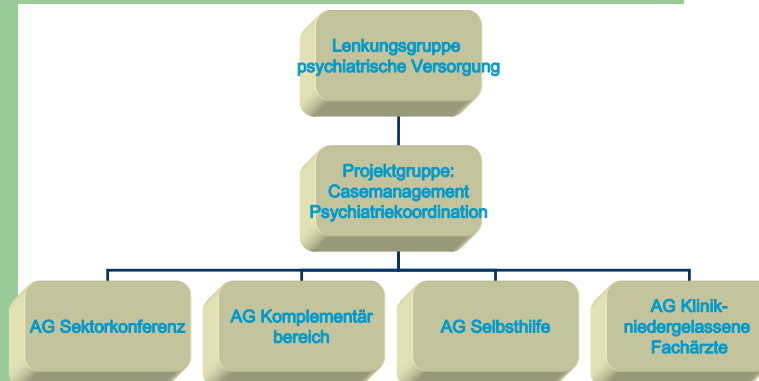 Lenkungsgruppe
psychiatrische Versorgung
Projektgruppe:
Casemanagement
Psychiatriekoordination
AG Sektorkonferenz
AG Komplementär
bereich
AG Selbsthilfe
AG Klinik-
niedergelassene
Fachärzte